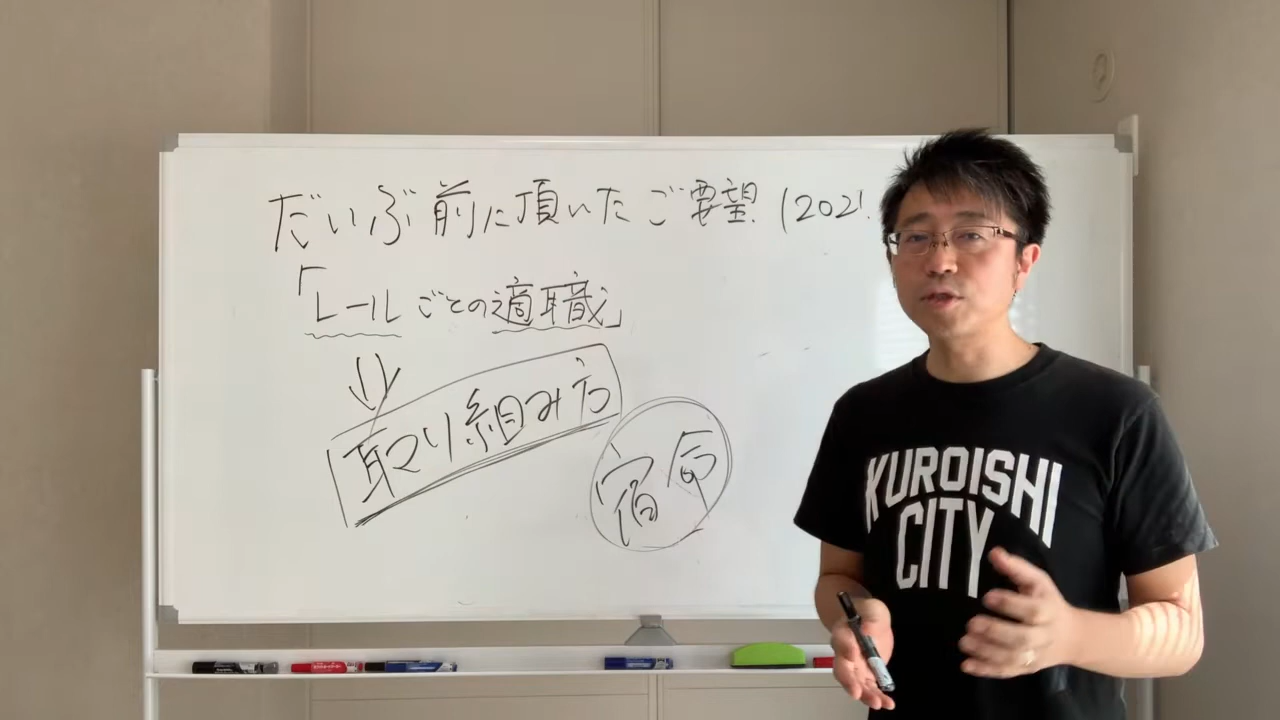 だいぶ前に頂いたご要望(2021.
「レールごとの適職」
取り組み方
宿命
KUROISHI
CITY